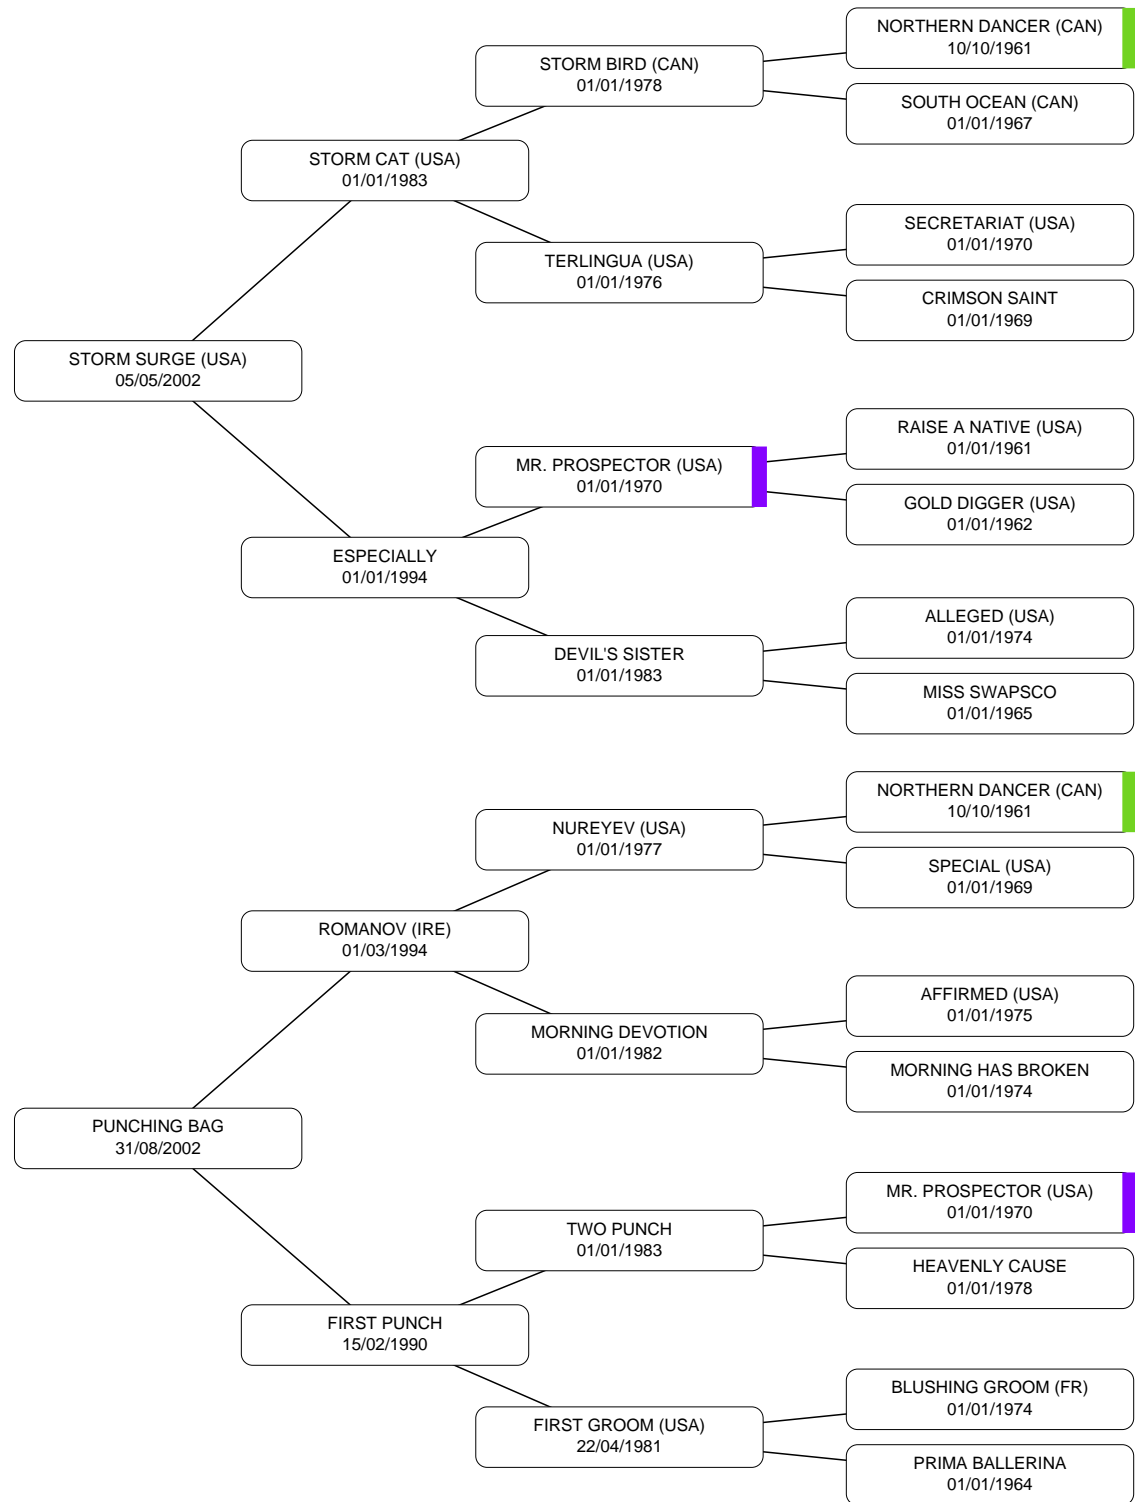 NORTHERN DANCER (CAN)
10/10/1961
STORM BIRD (CAN)
01/01/1978
SOUTH OCEAN (CAN)
01/01/1967
STORM CAT (USA)
01/01/1983
SECRETARIAT (USA)
01/01/1970
TERLINGUA (USA)
01/01/1976
CRIMSON SAINT
01/01/1969
STORM SURGE (USA)
05/05/2002
RAISE A NATIVE (USA)
01/01/1961
MR. PROSPECTOR (USA)
01/01/1970
GOLD DIGGER (USA)
01/01/1962
ESPECIALLY
01/01/1994
ALLEGED (USA)
01/01/1974
DEVIL'S SISTER
01/01/1983
MISS SWAPSCO
01/01/1965
NORTHERN DANCER (CAN)
10/10/1961
NUREYEV (USA)
01/01/1977
SPECIAL (USA)
01/01/1969
ROMANOV (IRE)
01/03/1994
AFFIRMED (USA)
01/01/1975
MORNING DEVOTION
01/01/1982
MORNING HAS BROKEN
01/01/1974
PUNCHING BAG
31/08/2002
MR. PROSPECTOR (USA)
01/01/1970
TWO PUNCH
01/01/1983
HEAVENLY CAUSE
01/01/1978
FIRST PUNCH
15/02/1990
BLUSHING GROOM (FR)
01/01/1974
FIRST GROOM (USA)
22/04/1981
PRIMA BALLERINA
01/01/1964